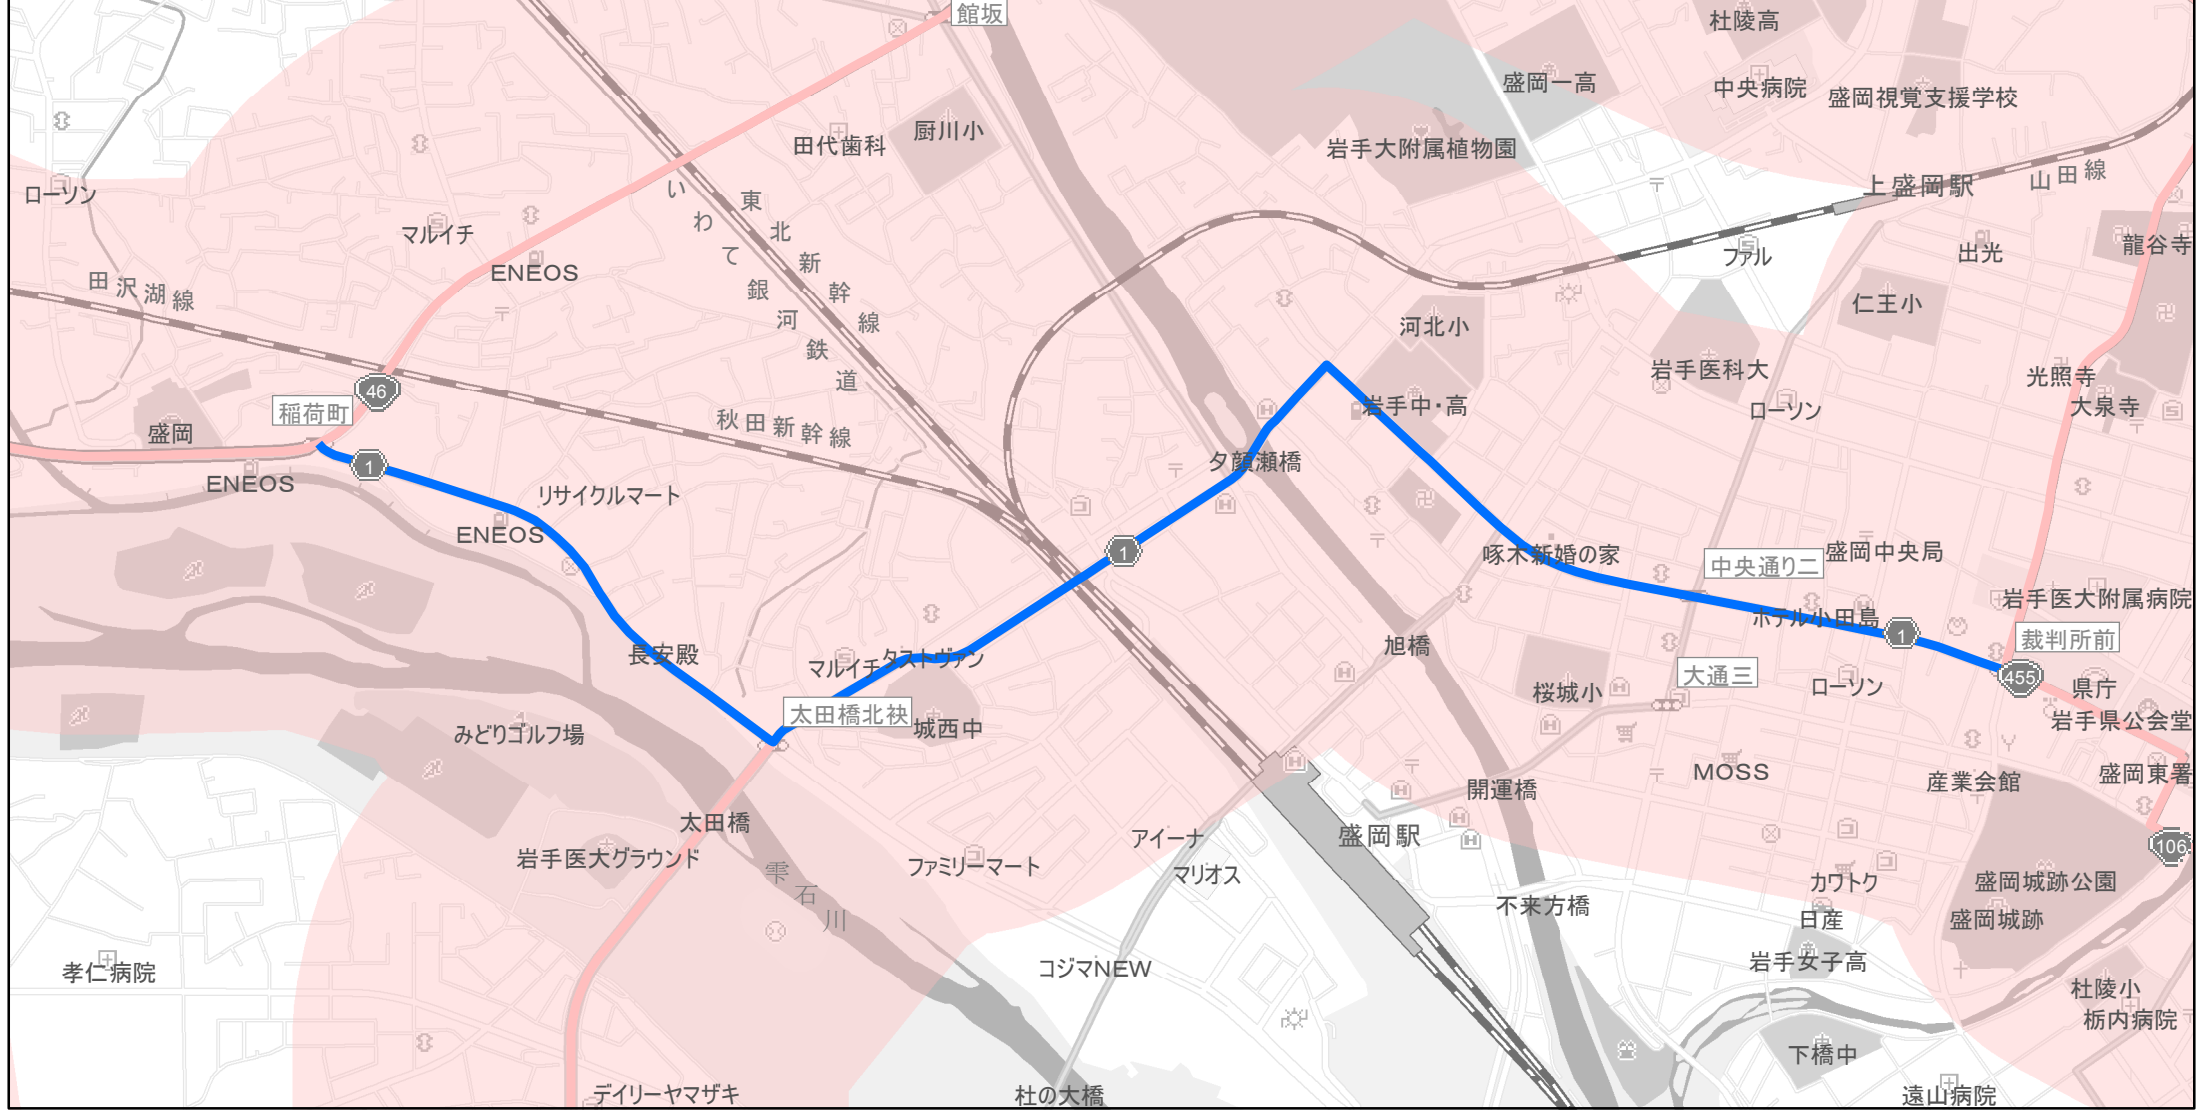 館坂
杜陵高
盛岡一高
中央病院
盛岡視覚支援学校
厨川小
田代歯科
岩手大附属植物園
ローソン
いわて銀河鉄道
東北新幹線
上盛岡駅
山田線
マルイチ
ENEOS
龍谷寺
出光
ファル
田沢湖線
仁王小
河北小
岩手医科大
光照寺
46
稲荷町
大泉寺
ローソン
岩手中・高
秋田新幹線
盛岡
夕顔瀬橋
1
ENEOS
リサイクルマート
ENEOS
1
啄木新婚の家
中央通り二
盛岡中央局
岩手医大附属病院
ホテル小田島
1
裁判所前
旭橋
長安殿
マルイチ
タストヴァン
大通三
455
ローソン
県庁
桜城小
太田橋北袂
城西中
岩手県公会堂
みどりゴルフ場
MOSS
盛岡東署
産業会館
開運橋
太田橋
盛岡駅
アイーナ
106
岩手医大グラウンド
ファミリーマート
雫石川
マリオス
カワトク
盛岡城跡公園
不来方橋
日産
盛岡城跡
岩手女子高
孝仁病院
コジマNEW
杜陵小
栃内病院
下橋中
デイリーヤマザキ
杜の大橋
遠山病院